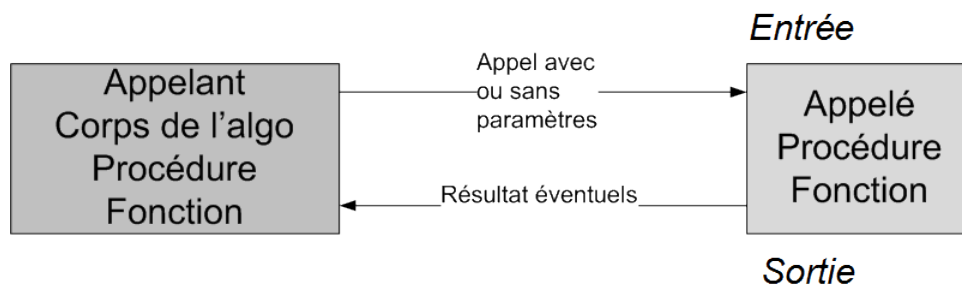 Entrée
Appelant
Corps de l'algo
Procédure
Fonction
Appel avec
ou sans
paramètres
Appelé
Procédure
Fonction
Résultat éventuels
Sortie